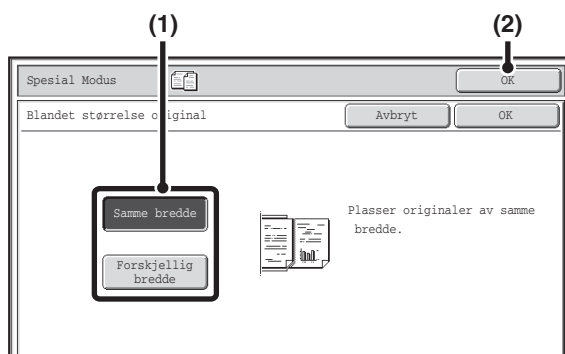 (1)
(2)
Spesial Modus
OK
Blandet størrelse original
Avbryt
OK
Samme bredde
Plasser originaler av samme
bredde.
Forskjellig
bredde